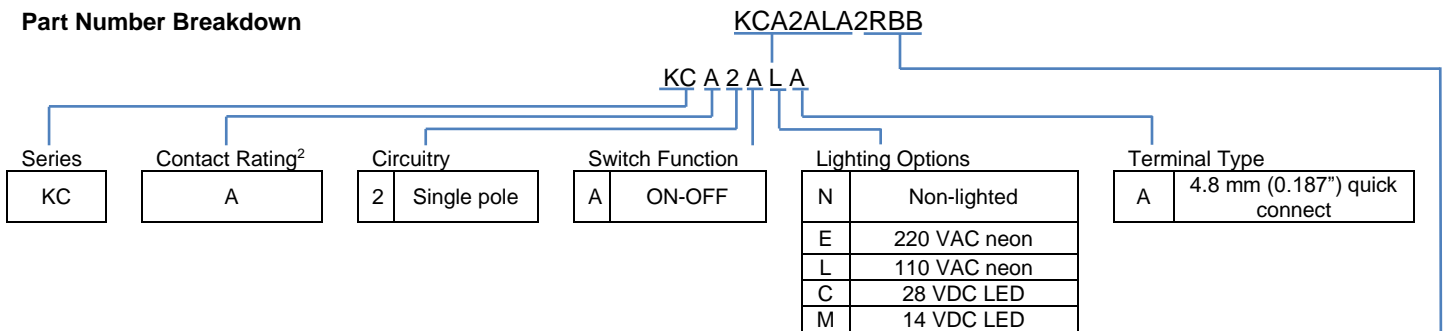 Part Number Breakdown
KCA2ALA2RBB
KC A 2 A L A
Series
KC
Contact Rating2
A
Circuitry
2 Single pole
Switch Function
A ON-OFF
Lighting Options
N Non-lighted
E 220 VAC neon
L 110 VAC neon
C 28 VDC LED
M 14 VDC LED
Terminal Type
A 4.8 mm (0.187”) quick
connect